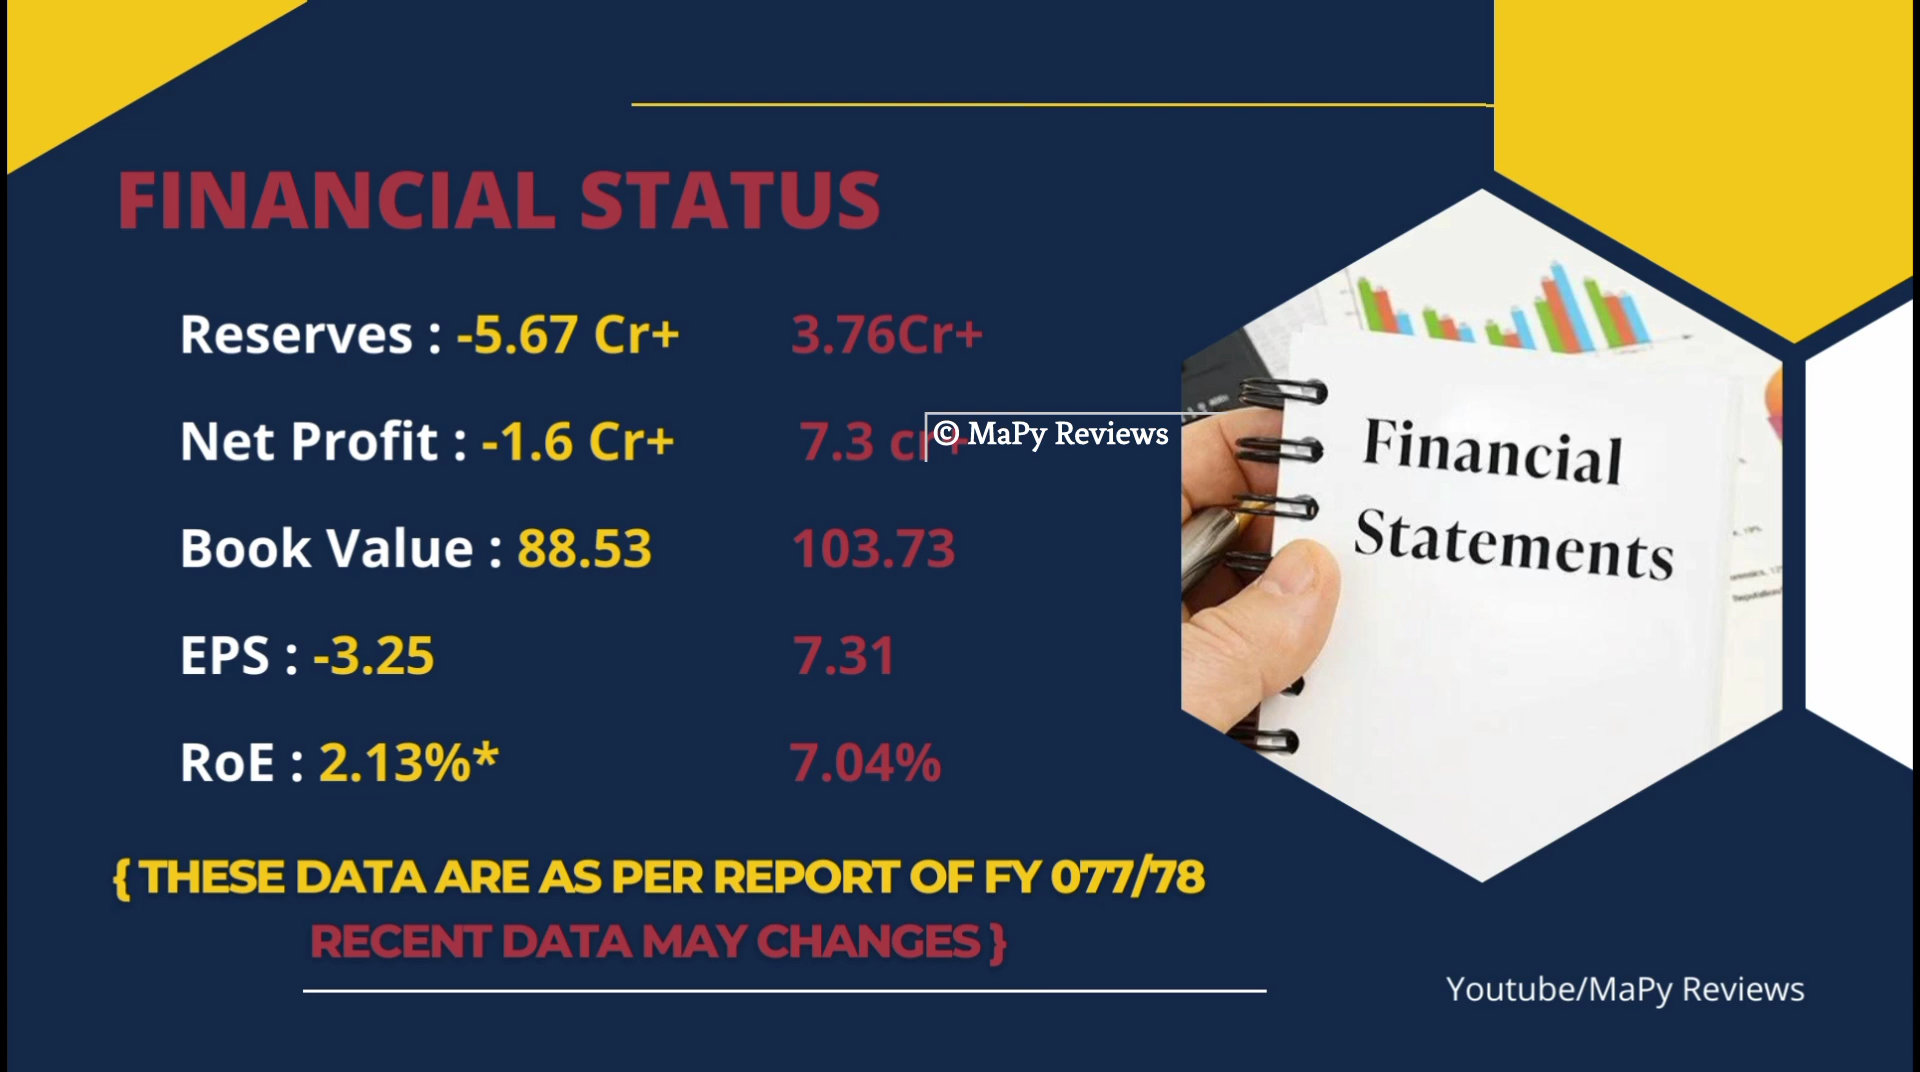 FINANCIAL STATUS
Reserves : -5.67 Cr+ 3.76Cr+
Net Profit : -1.6 Cr+ 7.3 cr+
© MaPy Reviews
Book Value : 88.53 103.73
EPS : -3.25 7.31
RoE : 2.13%* 7.04%
{ THESE DATA ARE AS PER REPORT OF FY 077/78
RECENT DATA MAY CHANGES }
Financial
Statements
Youtube/MaPy Reviews